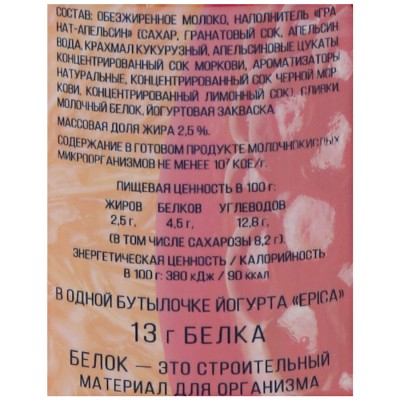 СОСТАВ: ОБЕЗЖИРЕННОЕ МОЛОКО, НАПОЛНИТЕЛЬ «ГРА
НАТ-АПЕЛЬСИН» (САХАР, ГРАНАТОВЫЙ СОК, АПЕЛЬСИН
ВОДА, КРАХМАЛ КУКУРУЗНЫЙ, АПЕЛЬСИНОВЫЕ ЦУКАТЫ
КОНЦЕНТРИРОВАННЫЙ СОК МОРКОВИ, АРОМАТИЗАТОРЫ
НАТУРАЛЬНЫЕ, КОНЦЕНТРИРОВАННЫЙ СОК ЧЕРНОЙ МОР
КОВИ, КОНЦЕНТРИРОВАННЫЙ ЛИМОННЫЙ СОК), СЛИВКИ
МОЛОЧНЫЙ БЕЛОК, ЙОГУРТОВАЯ ЗАКВАСКА.
МАССОВАЯ ДОЛЯ ЖИРА 2,5 %.
СОДЕРЖАНИЕ В ГОТОВОМ ПРОДУКТЕ МОЛОЧНОКИСЛЫХ
МИКРООРГАНИЗМОВ НЕ МЕНЕЕ 10⁷ КОЕ/г.
ПИЩЕВАЯ ЦЕННОСТЬ В 100 г:
ЖИРОВ БЕЛКОВ УГЛЕВОДОВ
2,5 г, 4,5 г, 12,8 г.
(В ТОМ ЧИСЛЕ САХАРОЗЫ 8,2 г).
ЭНЕРГЕТИЧЕСКАЯ ЦЕННОСТЬ / КАЛОРИЙНОСТЬ
В 100 г: 380 кДж / 90 ккал
В ОДНОЙ БУТЫЛОЧКЕ ЙОГУРТА «EPICA»
13 г БЕЛКА
БЕЛОК — ЭТО СТРОИТЕЛЬНЫЙ
МАТЕРИАЛ ДЛЯ ОРГАНИЗМА